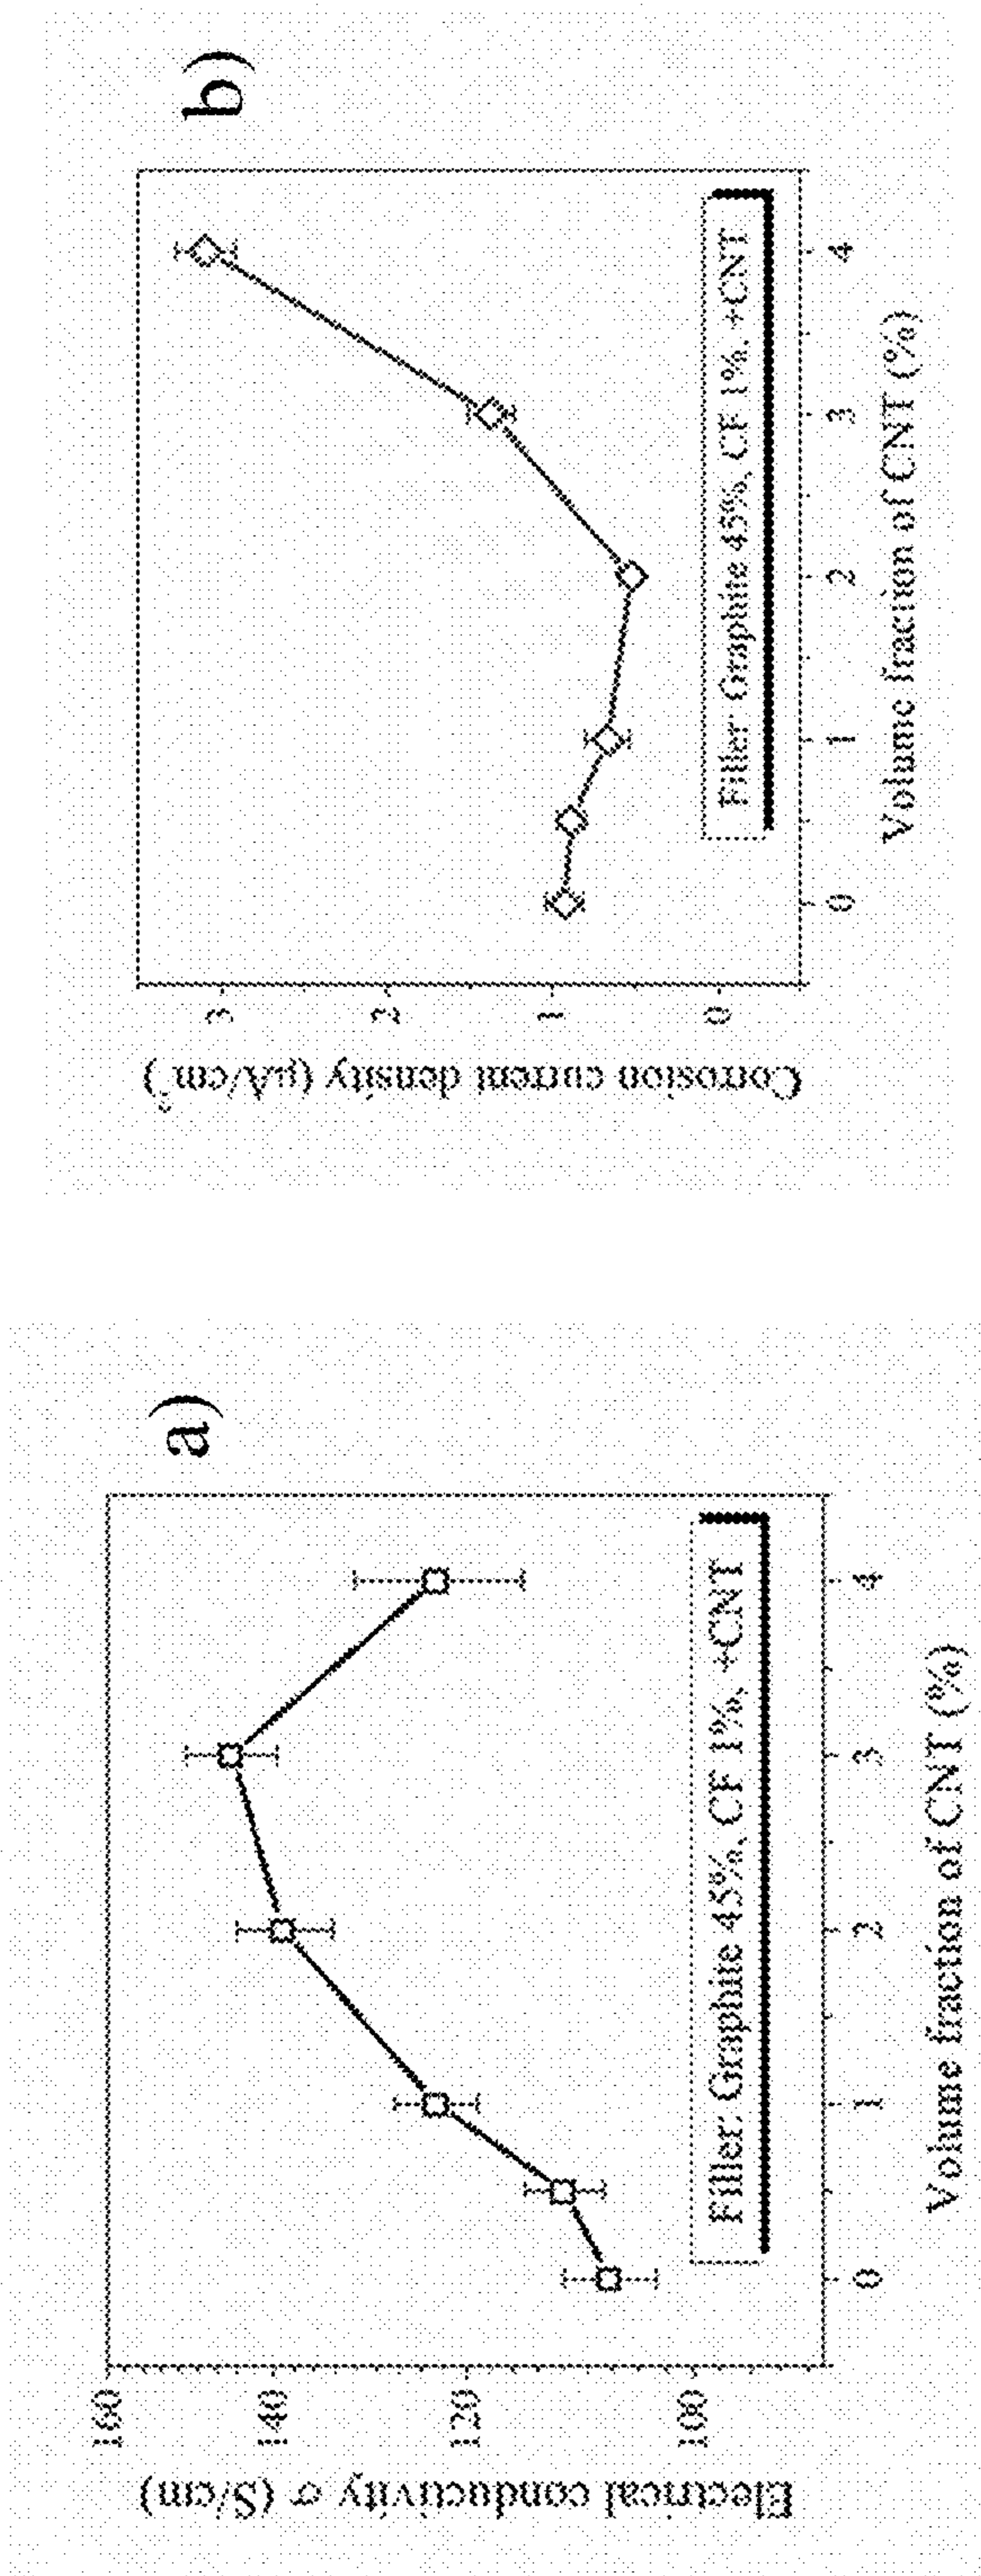 a)
Electrical conductivity σ (S/cm)
160
140
120
100
Filler: Graphite 45%, CF 1%, +CNT
0 1 2 3 4
Volume fraction of CNT (%)
b)
Corrosion current density (μA/cm²)
3
2
1
0
Filler: Graphite 45%, CF 1%, +CNT
0 1 2 3 4
Volume fraction of CNT (%)